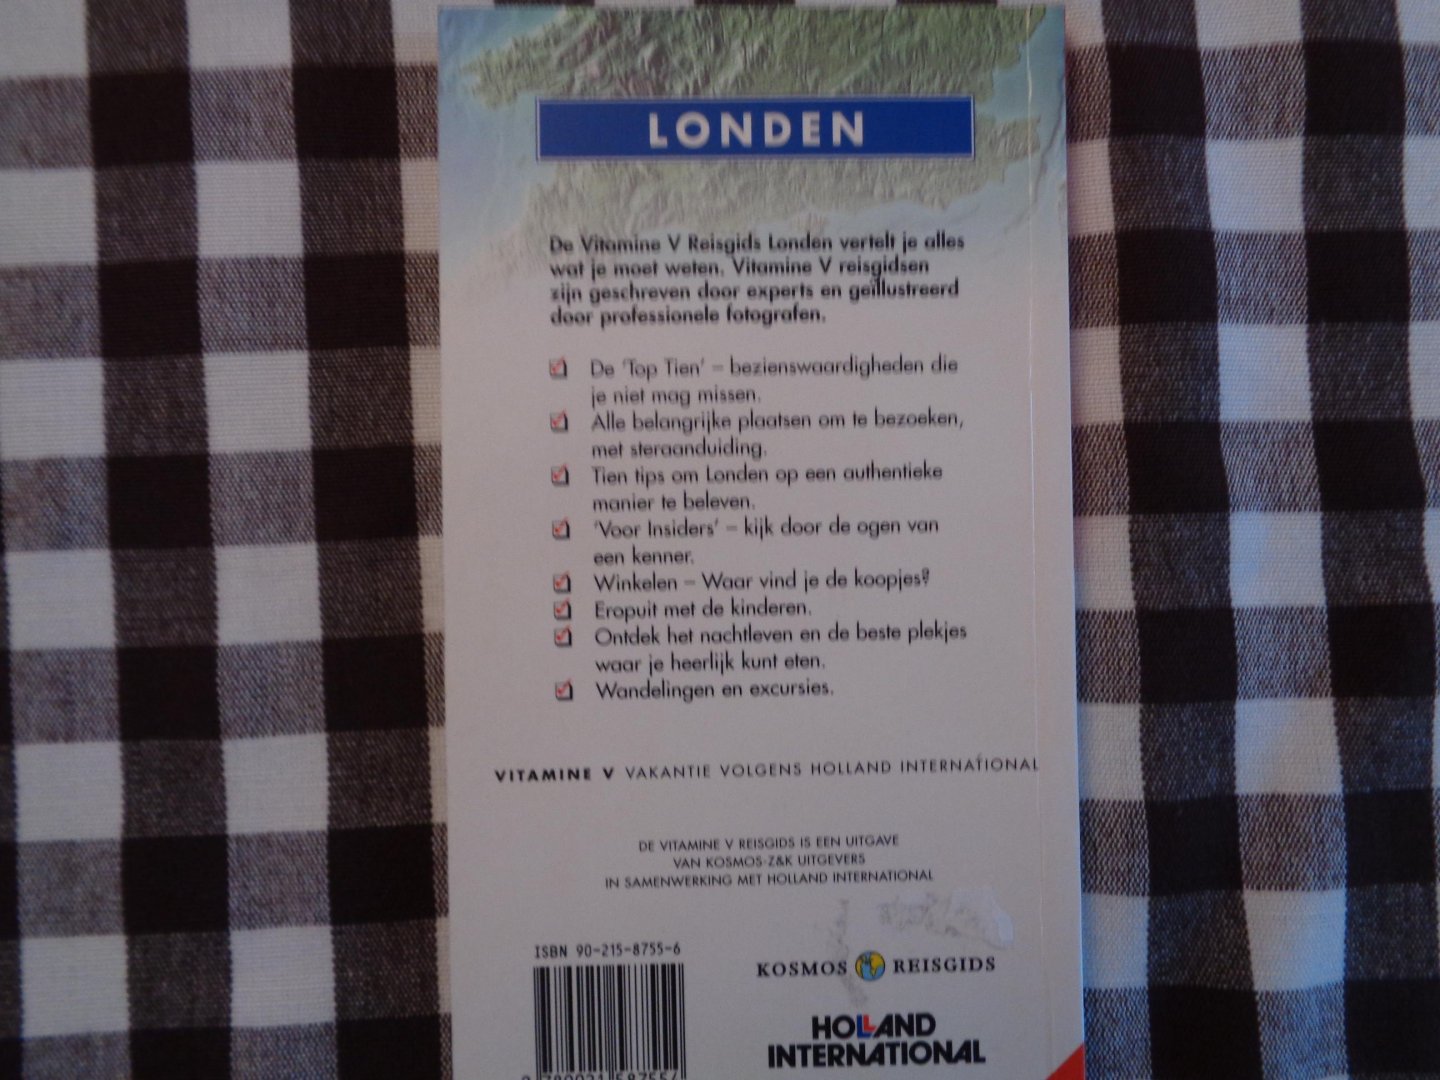 LONDEN
De Vitamine V Reisgids Londen vertelt je alles
wat je moet weten. Vitamine V reisgidsen
zijn geschreven door experts en geïllustreerd
door professionele fotografen.
De 'Top Tien' – bezienswaardigheden die
je niet mag missen.
Alle belangrijke plaatsen om te bezoeken,
met steraanduiding.
Tien tips om Londen op een authentieke
manier te beleven.
'Voor Insiders' – kijk door de ogen van
een kenner.
Winkelen – Waar vind je de koopjes?
Eropuit met de kinderen.
Ontdek het nachtleven en de beste plekjes
waar je heerlijk kunt eten.
Wandelingen en excursies.
VITAMINE V VAKANTIE VOLGENS HOLLAND INTERNATIONAL
DE VITAMINE V REISGIDS IS EEN UITGAVE
VAN KOSMOS-Z&K UITGEVERS
IN SAMENWERKING MET HOLLAND INTERNATIONAL
ISBN 90-215-8755-6
KOSMOS REISGIDS
HOLLAND
INTERNATIONAL